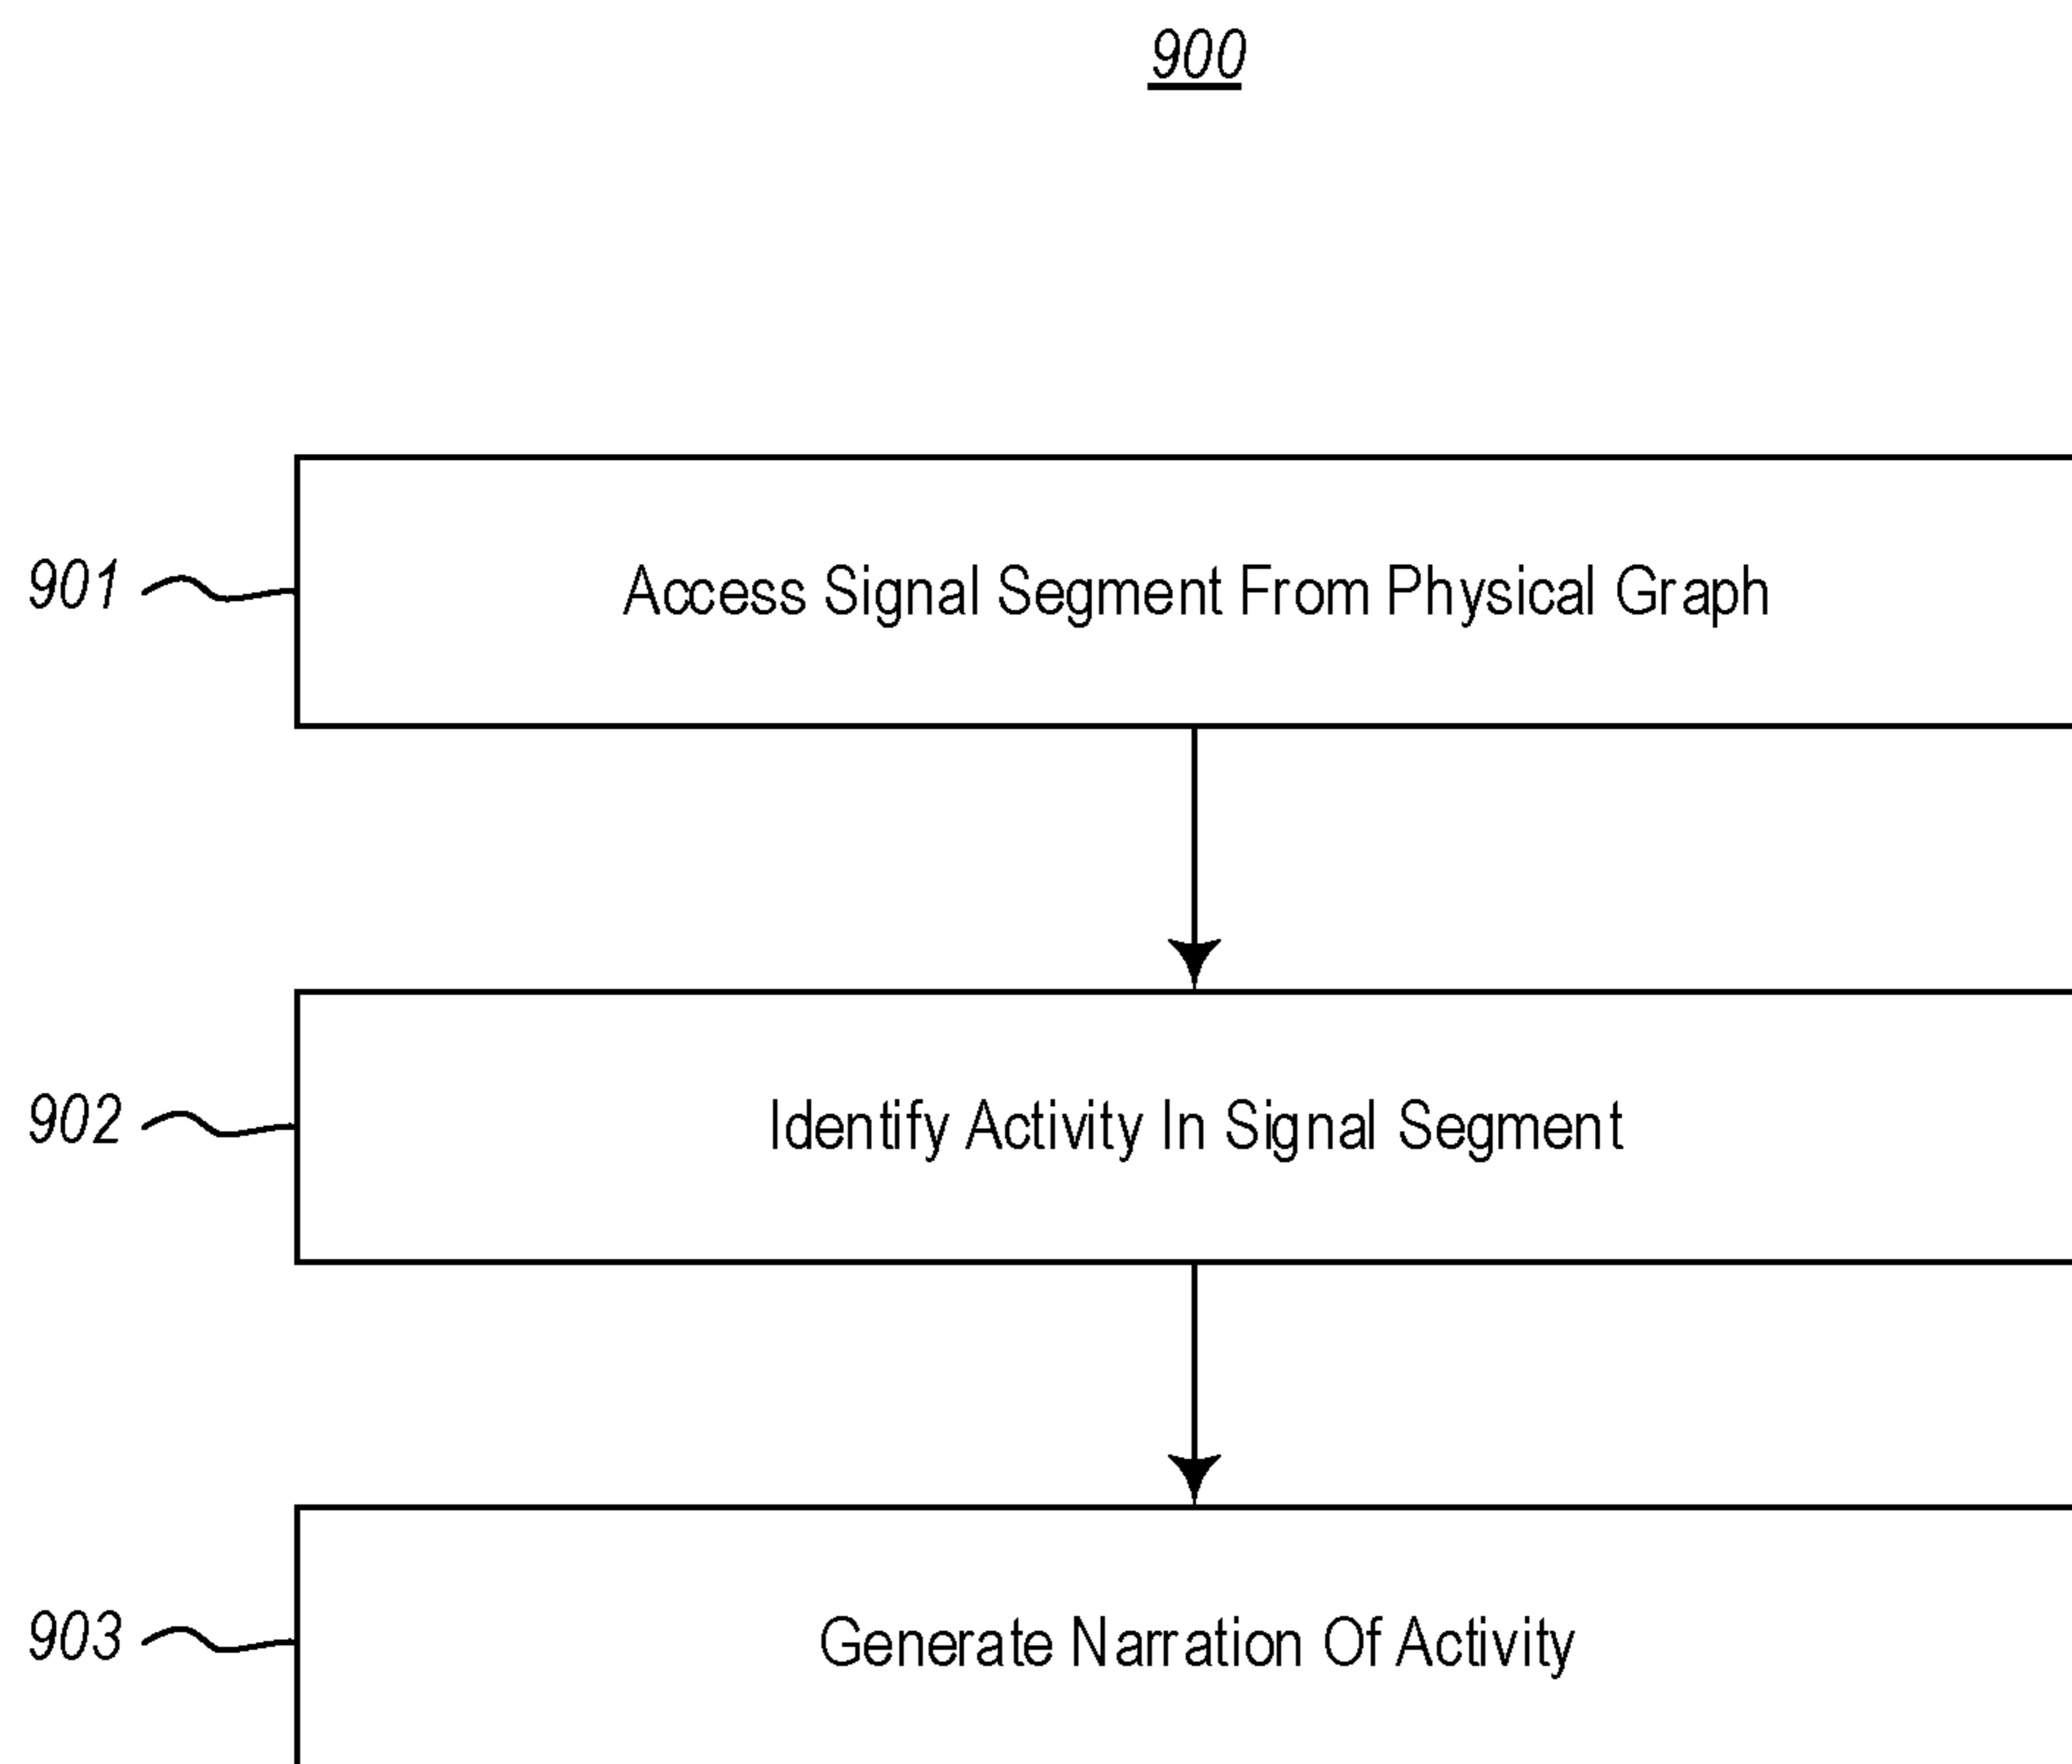 900
901 Access Signal Segment From Physical Graph
902 Identify Activity In Signal Segment
903 Generate Narration Of Activity